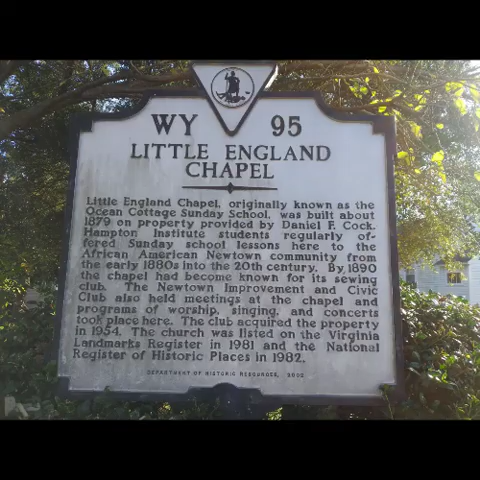 WY 95
LITTLE ENGLAND
CHAPEL
Little England Chapel, originally known as the
Ocean Cottage Sunday School, was built about
1879 on property provided by Daniel F. Cock.
Hampton Institute students regularly of-
fered Sunday school lessons here to the
African American Newtown community from
the early 1880s into the 20th century. By 1890
the chapel had become known for its sewing
club. The Newtown Improvement and Civic
Club also held meetings at the chapel and
programs of worship, singing, and concerts
took place here. The club acquired the property
in 1954. The church was listed on the Virginia
Landmarks Register in 1981 and the National
Register of Historic Places in 1982.
DEPARTMENT OF HISTORIC RESOURCES, 2000